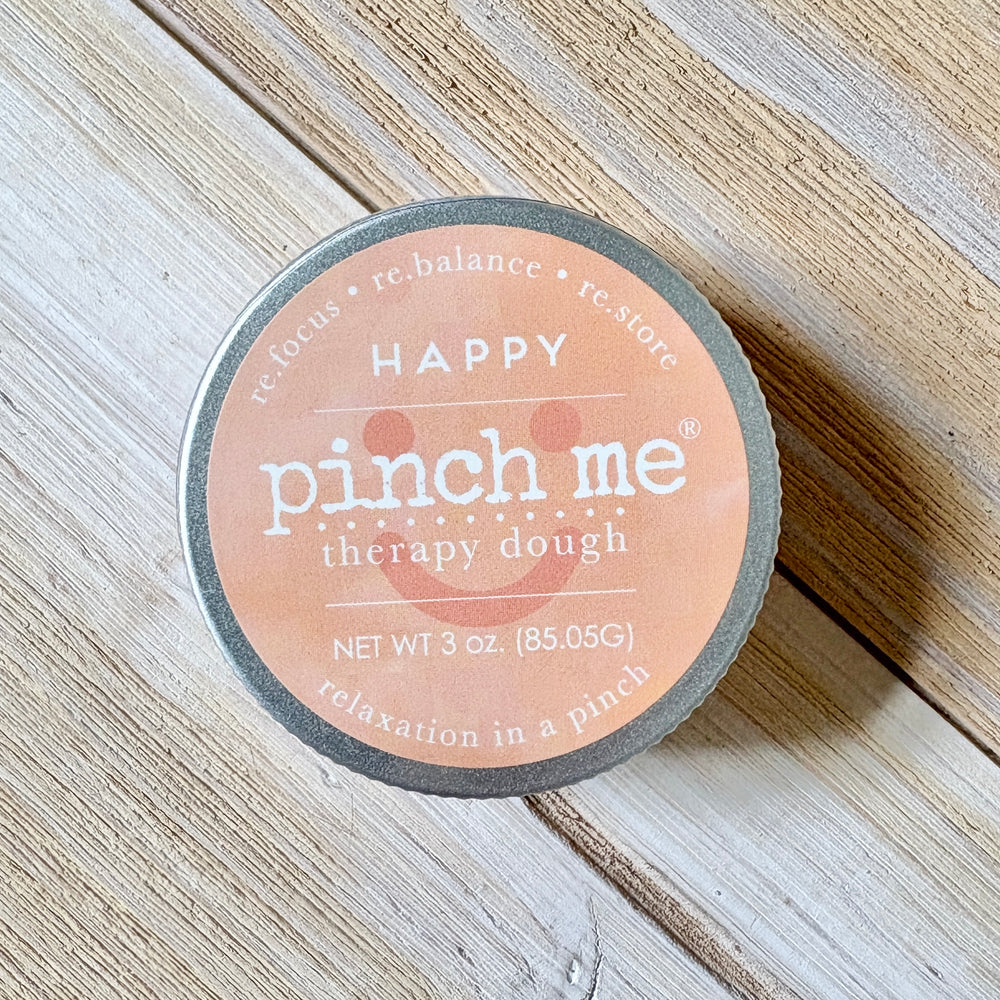 re.focus • re.balance • re.store
HAPPY
pinch me®
therapy dough
NET WT 3 oz. (85.05G)
relaxation in a pinch